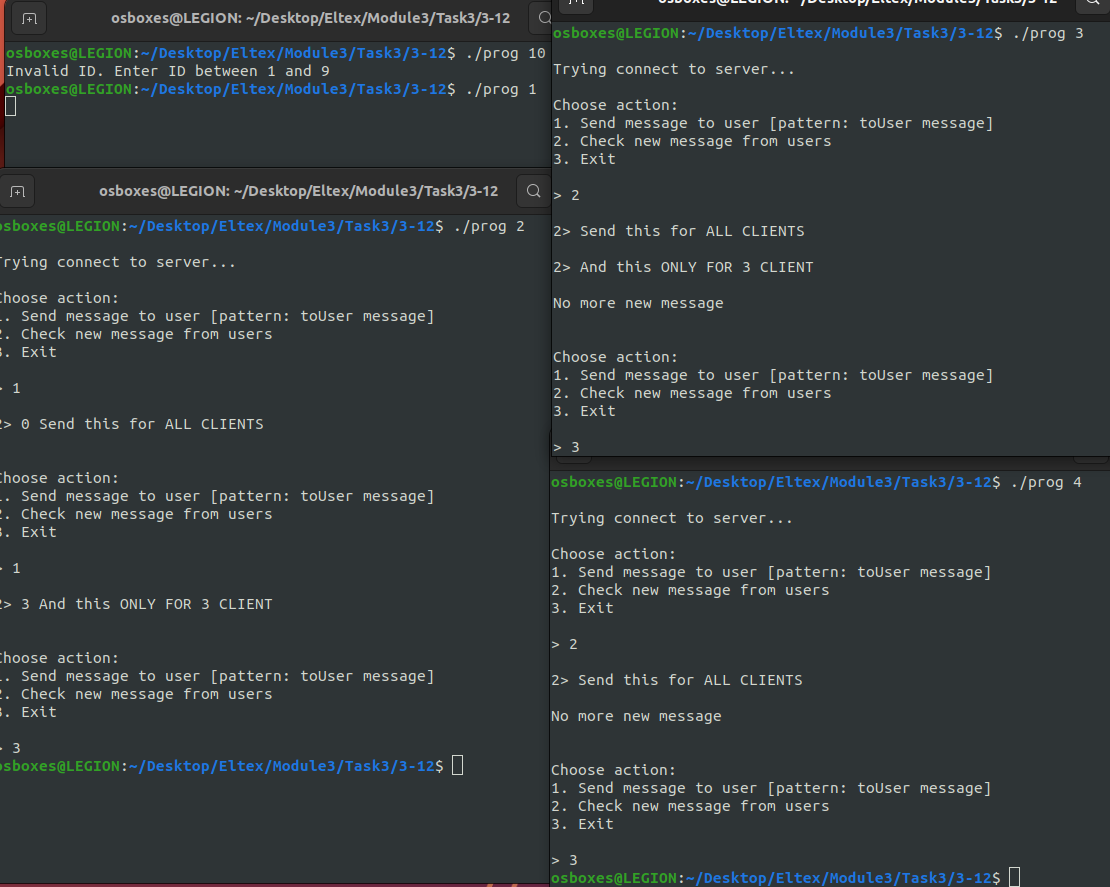 osboxes@LEGION: ~/Desktop/Eltex/Module3/Task3/3-12
osboxes@LEGION:~/Desktop/Eltex/Module3/Task3/3-12$ ./prog 10
Invalid ID. Enter ID between 1 and 9
osboxes@LEGION:~/Desktop/Eltex/Module3/Task3/3-12$ ./prog 1
osboxes@LEGION: ~/Desktop/Eltex/Module3/Task3/3-12
osboxes@LEGION:~/Desktop/Eltex/Module3/Task3/3-12$ ./prog 2
Trying connect to server...
Choose action:
1. Send message to user [pattern: toUser message]
2. Check new message from users
3. Exit
> 1
2> 0 Send this for ALL CLIENTS
Choose action:
1. Send message to user [pattern: toUser message]
2. Check new message from users
3. Exit
> 1
2> 3 And this ONLY FOR 3 CLIENT
Choose action:
1. Send message to user [pattern: toUser message]
2. Check new message from users
3. Exit
> 3
osboxes@LEGION:~/Desktop/Eltex/Module3/Task3/3-12$
osboxes@LEGION: ~/Desktop/Eltex/Module3/Task3/3-12
osboxes@LEGION:~/Desktop/Eltex/Module3/Task3/3-12$ ./prog 3
Trying connect to server...
Choose action:
1. Send message to user [pattern: toUser message]
2. Check new message from users
3. Exit
> 2
2> Send this for ALL CLIENTS
2> And this ONLY FOR 3 CLIENT
No more new message
Choose action:
1. Send message to user [pattern: toUser message]
2. Check new message from users
3. Exit
> 3
osboxes@LEGION:~/Desktop/Eltex/Module3/Task3/3-12$ ./prog 4
Trying connect to server...
Choose action:
1. Send message to user [pattern: toUser message]
2. Check new message from users
3. Exit
> 2
2> Send this for ALL CLIENTS
No more new message
Choose action:
1. Send message to user [pattern: toUser message]
2. Check new message from users
3. Exit
> 3
osboxes@LEGION:~/Desktop/Eltex/Module3/Task3/3-12$